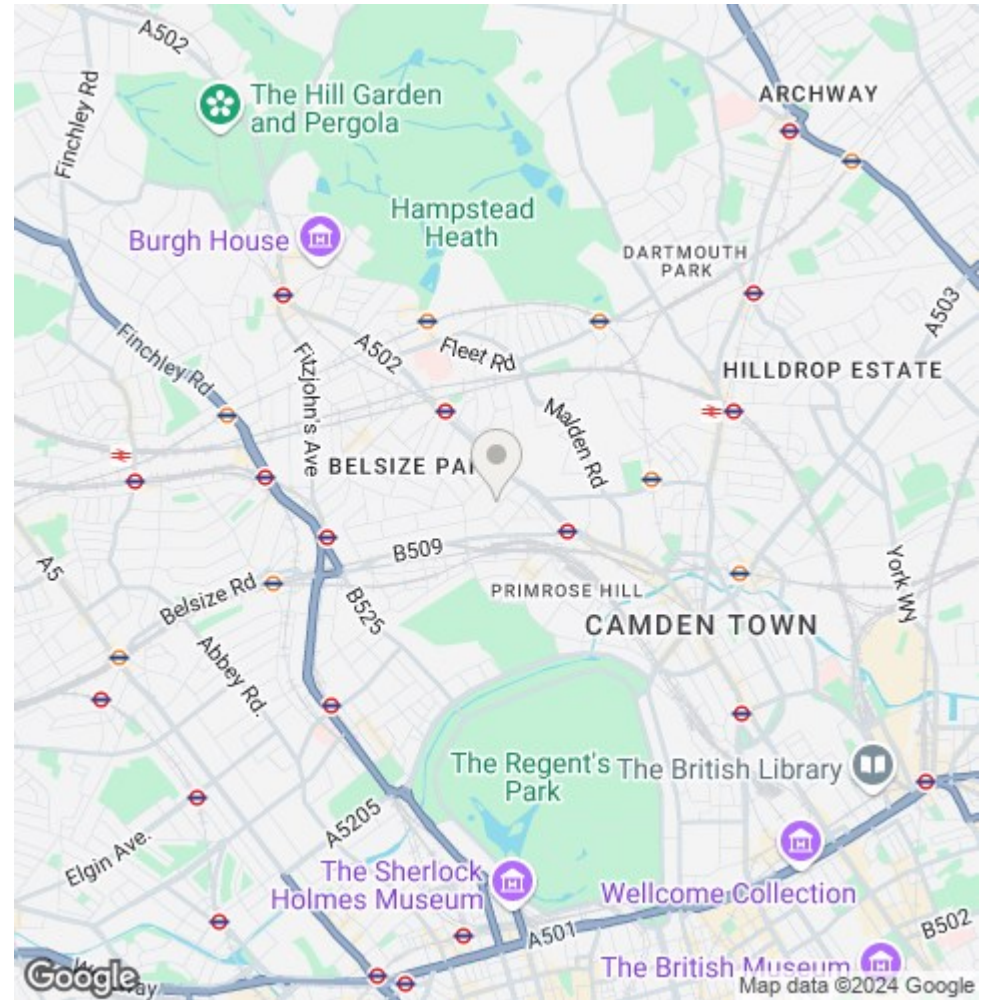 A502
Finchley Rd
The Hill Garden
and Pergola
ARCHWAY
Hampstead
Heath
Burgh House
DARTMOUTH
PARK
A503
A502
Fleet Rd
Finchley Rd
Fitzjohn's Ave
HILLDROP ESTATE
Malden Rd
BELSIZE
B509
A5
Belsize Rd
B525
PRIMROSE HILL
York Wy
CAMDEN TOWN
Abbey Rd.
The Regent's
Park
The British Library
A5205
Elgin Ave.
The Sherlock
Holmes Museum
Wellcome Collection
B502
A501
The British Museum
Google
Map data ©2024 Google